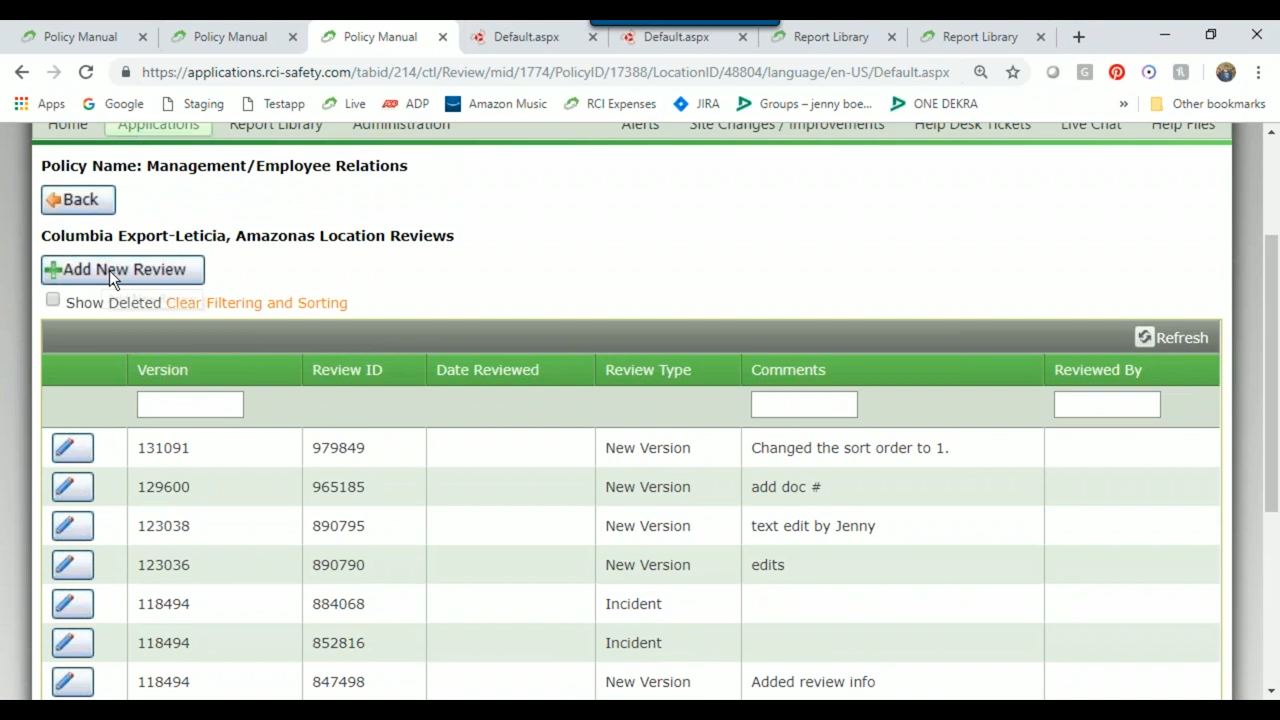 Policy Manual Policy Manual Policy Manual Default.aspx Default.aspx Report Library Report Library
https://applications.rci-safety.com/tabid/214/ctl/Review/mid/1774/PolicyID/17388/LocationID/48804/language/en-US/Default.aspx
Apps Google Staging Testapp Live ADP Amazon Music RCI Expenses JIRA Groups – jenny boe... ONE DEKRA » Other bookmarks
Home Applications Report Library Administration Alerts Site Changes / Improvements Help Desk Tickets Live Chat Help Files
Policy Name: Management/Employee Relations
Back
Columbia Export-Leticia, Amazonas Location Reviews
Add New Review
Show Deleted Clear Filtering and Sorting
Refresh
Version Review ID Date Reviewed Review Type Comments Reviewed By
131091 979849 New Version Changed the sort order to 1.
129600 965185 New Version add doc #
123038 890795 New Version text edit by Jenny
123036 890790 New Version edits
118494 884068 Incident
118494 852816 Incident
118494 847498 New Version Added review info